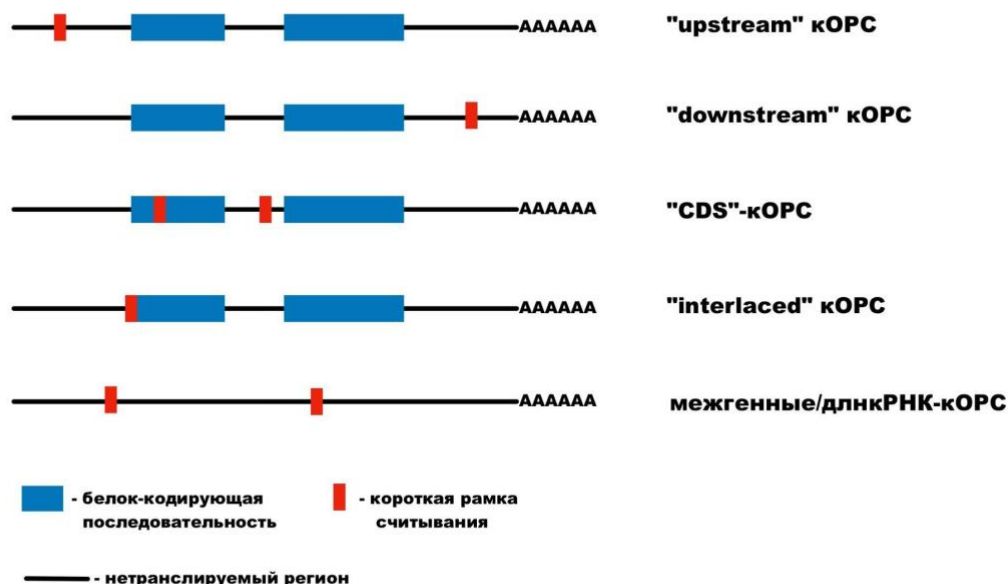 AAAAAA "upstream" кОРС
AAAAAA "downstream" кОРС
AAAAAA "CDS"-кОРС
AAAAAA "interlaced" кОРС
AAAAAA межгенные/длнкРНК-кОРС
- белок-кодирующая
последовательность
- короткая рамка
считывания
- нетранслируемый регион